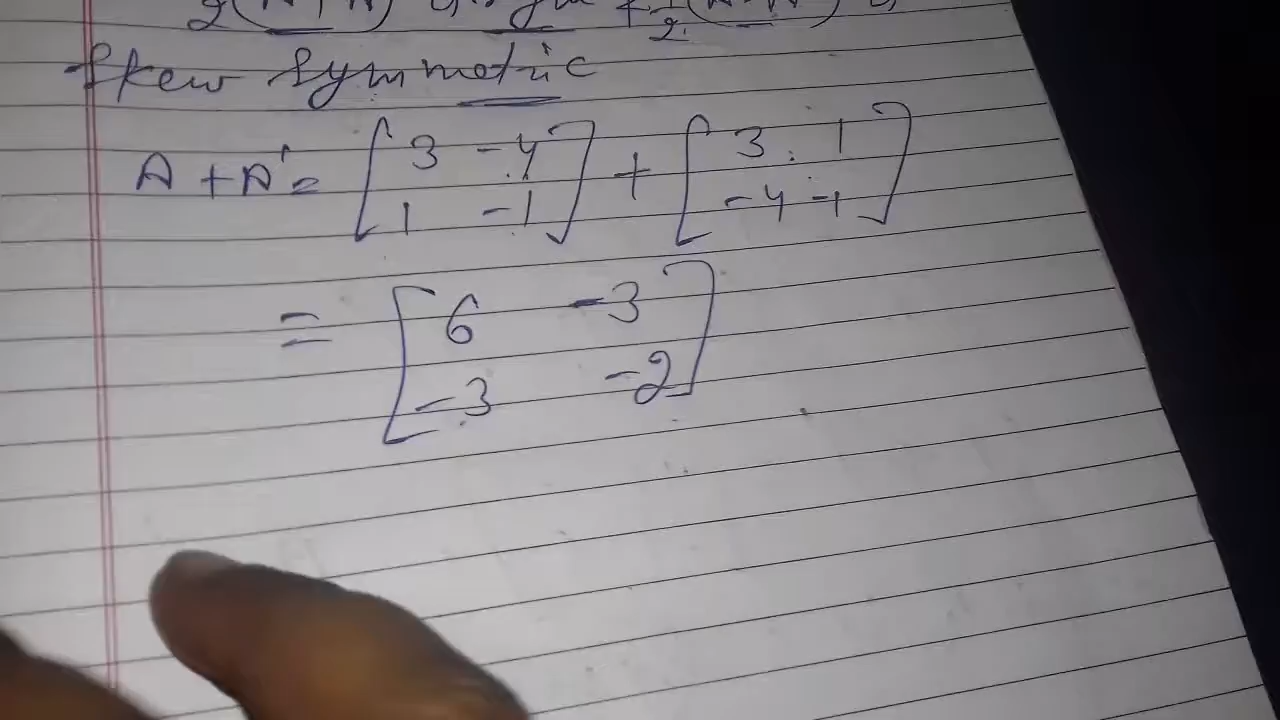 Skew Symmetric
A + A' = [3 -4 1 -1] + [3 1 -4 -1]
= [6 -3 -3 -2]